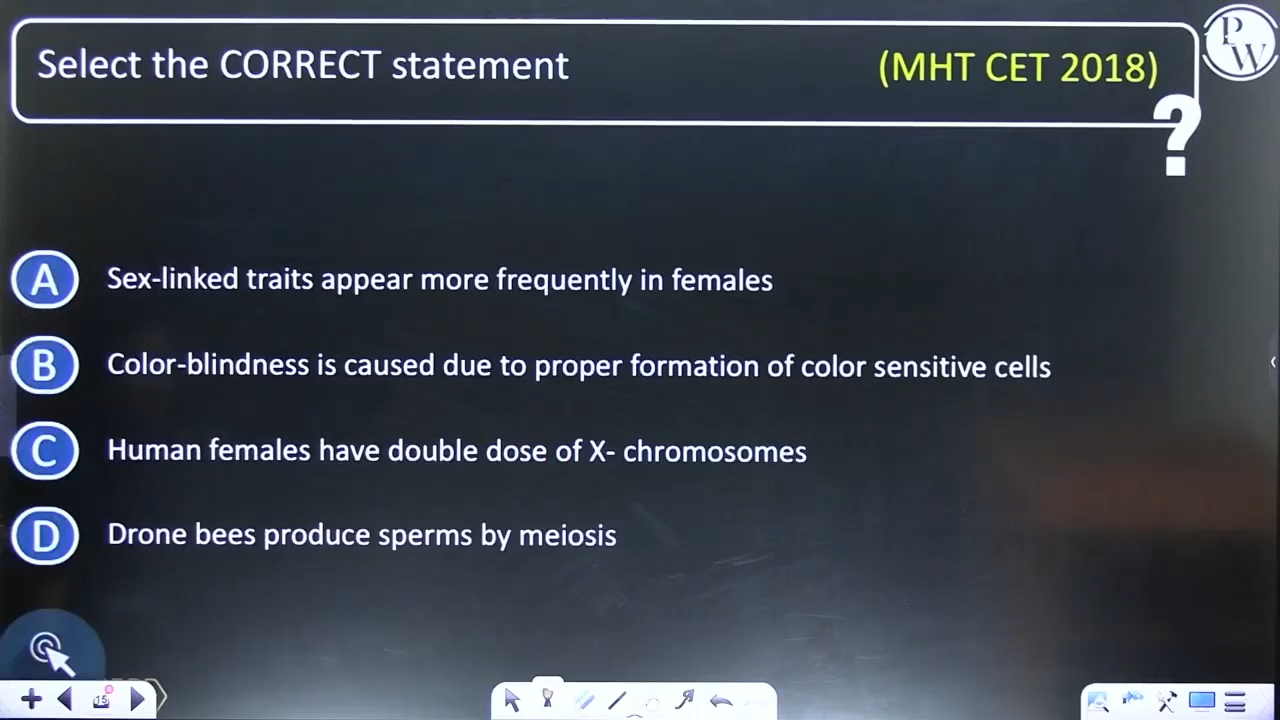 Select the CORRECT statement
(MHT CET 2018)
PW
?
A Sex-linked traits appear more frequently in females
B Color-blindness is caused due to proper formation of color sensitive cells
C Human females have double dose of X- chromosomes
D Drone bees produce sperms by meiosis
15